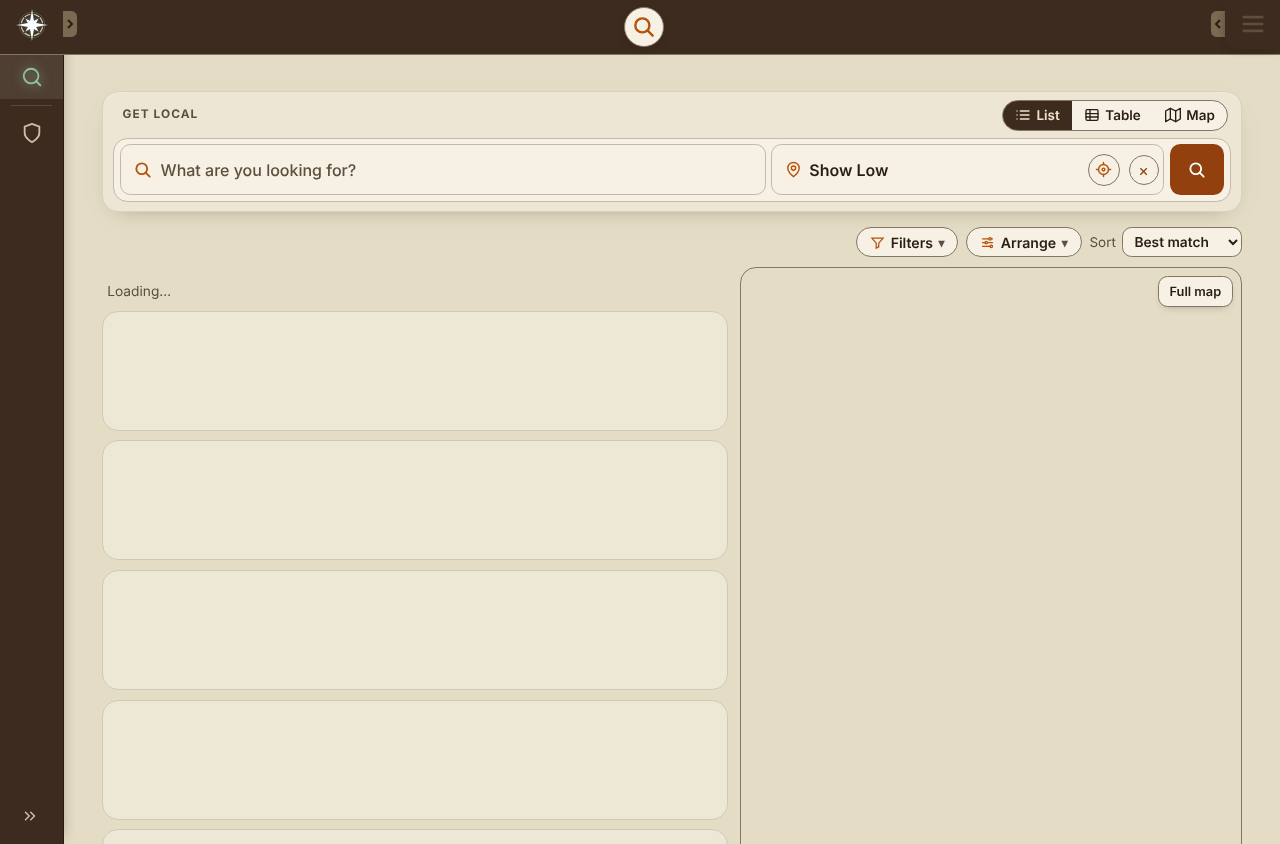 GET LOCAL
List
Table
Map
What are you looking for?
Show Low
Filters ▾
Arrange ▾
Sort
Best match
Loading...
Full map